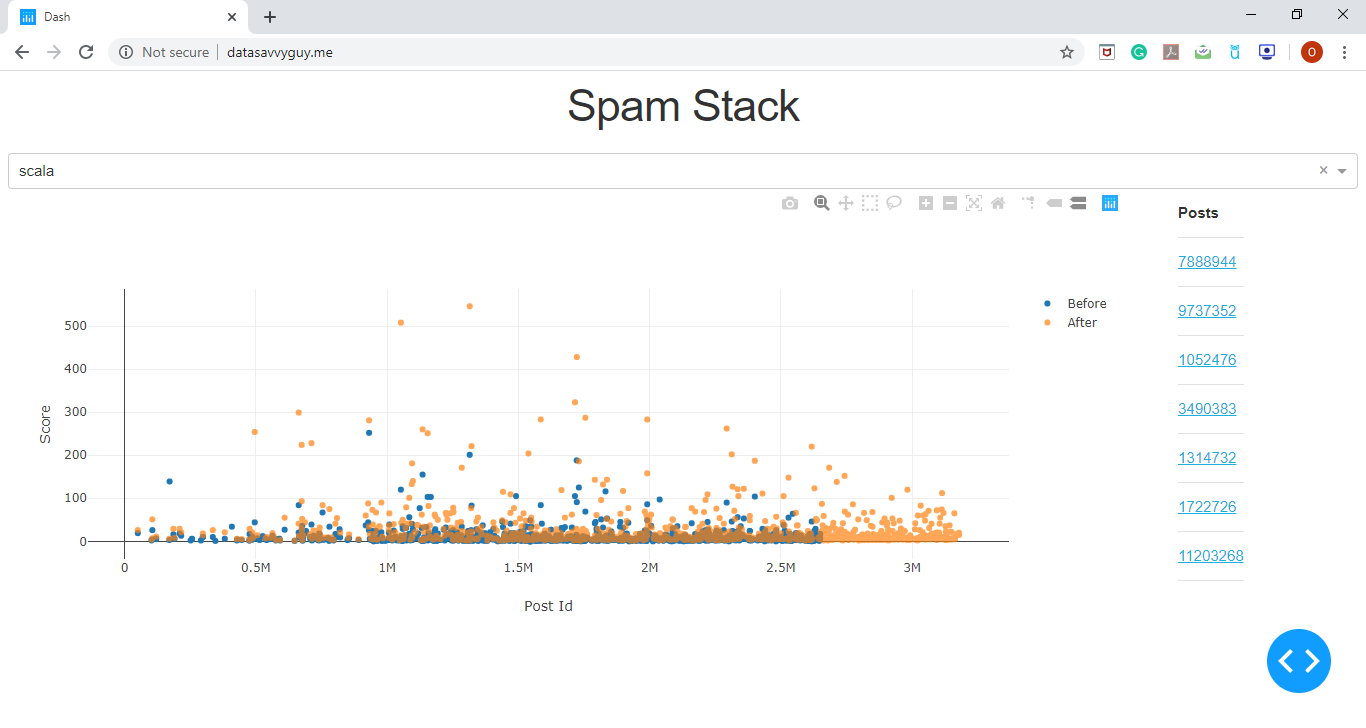 Dash
Not secure datasavvyguy.me
O
Spam Stack
scala
Posts
7888944
9737352
1052476
3490383
1314732
1722726
11203268
Before
After
Score
500
400
300
200
100
0
0 0.5M 1M 1.5M 2M 2.5M 3M
Post Id